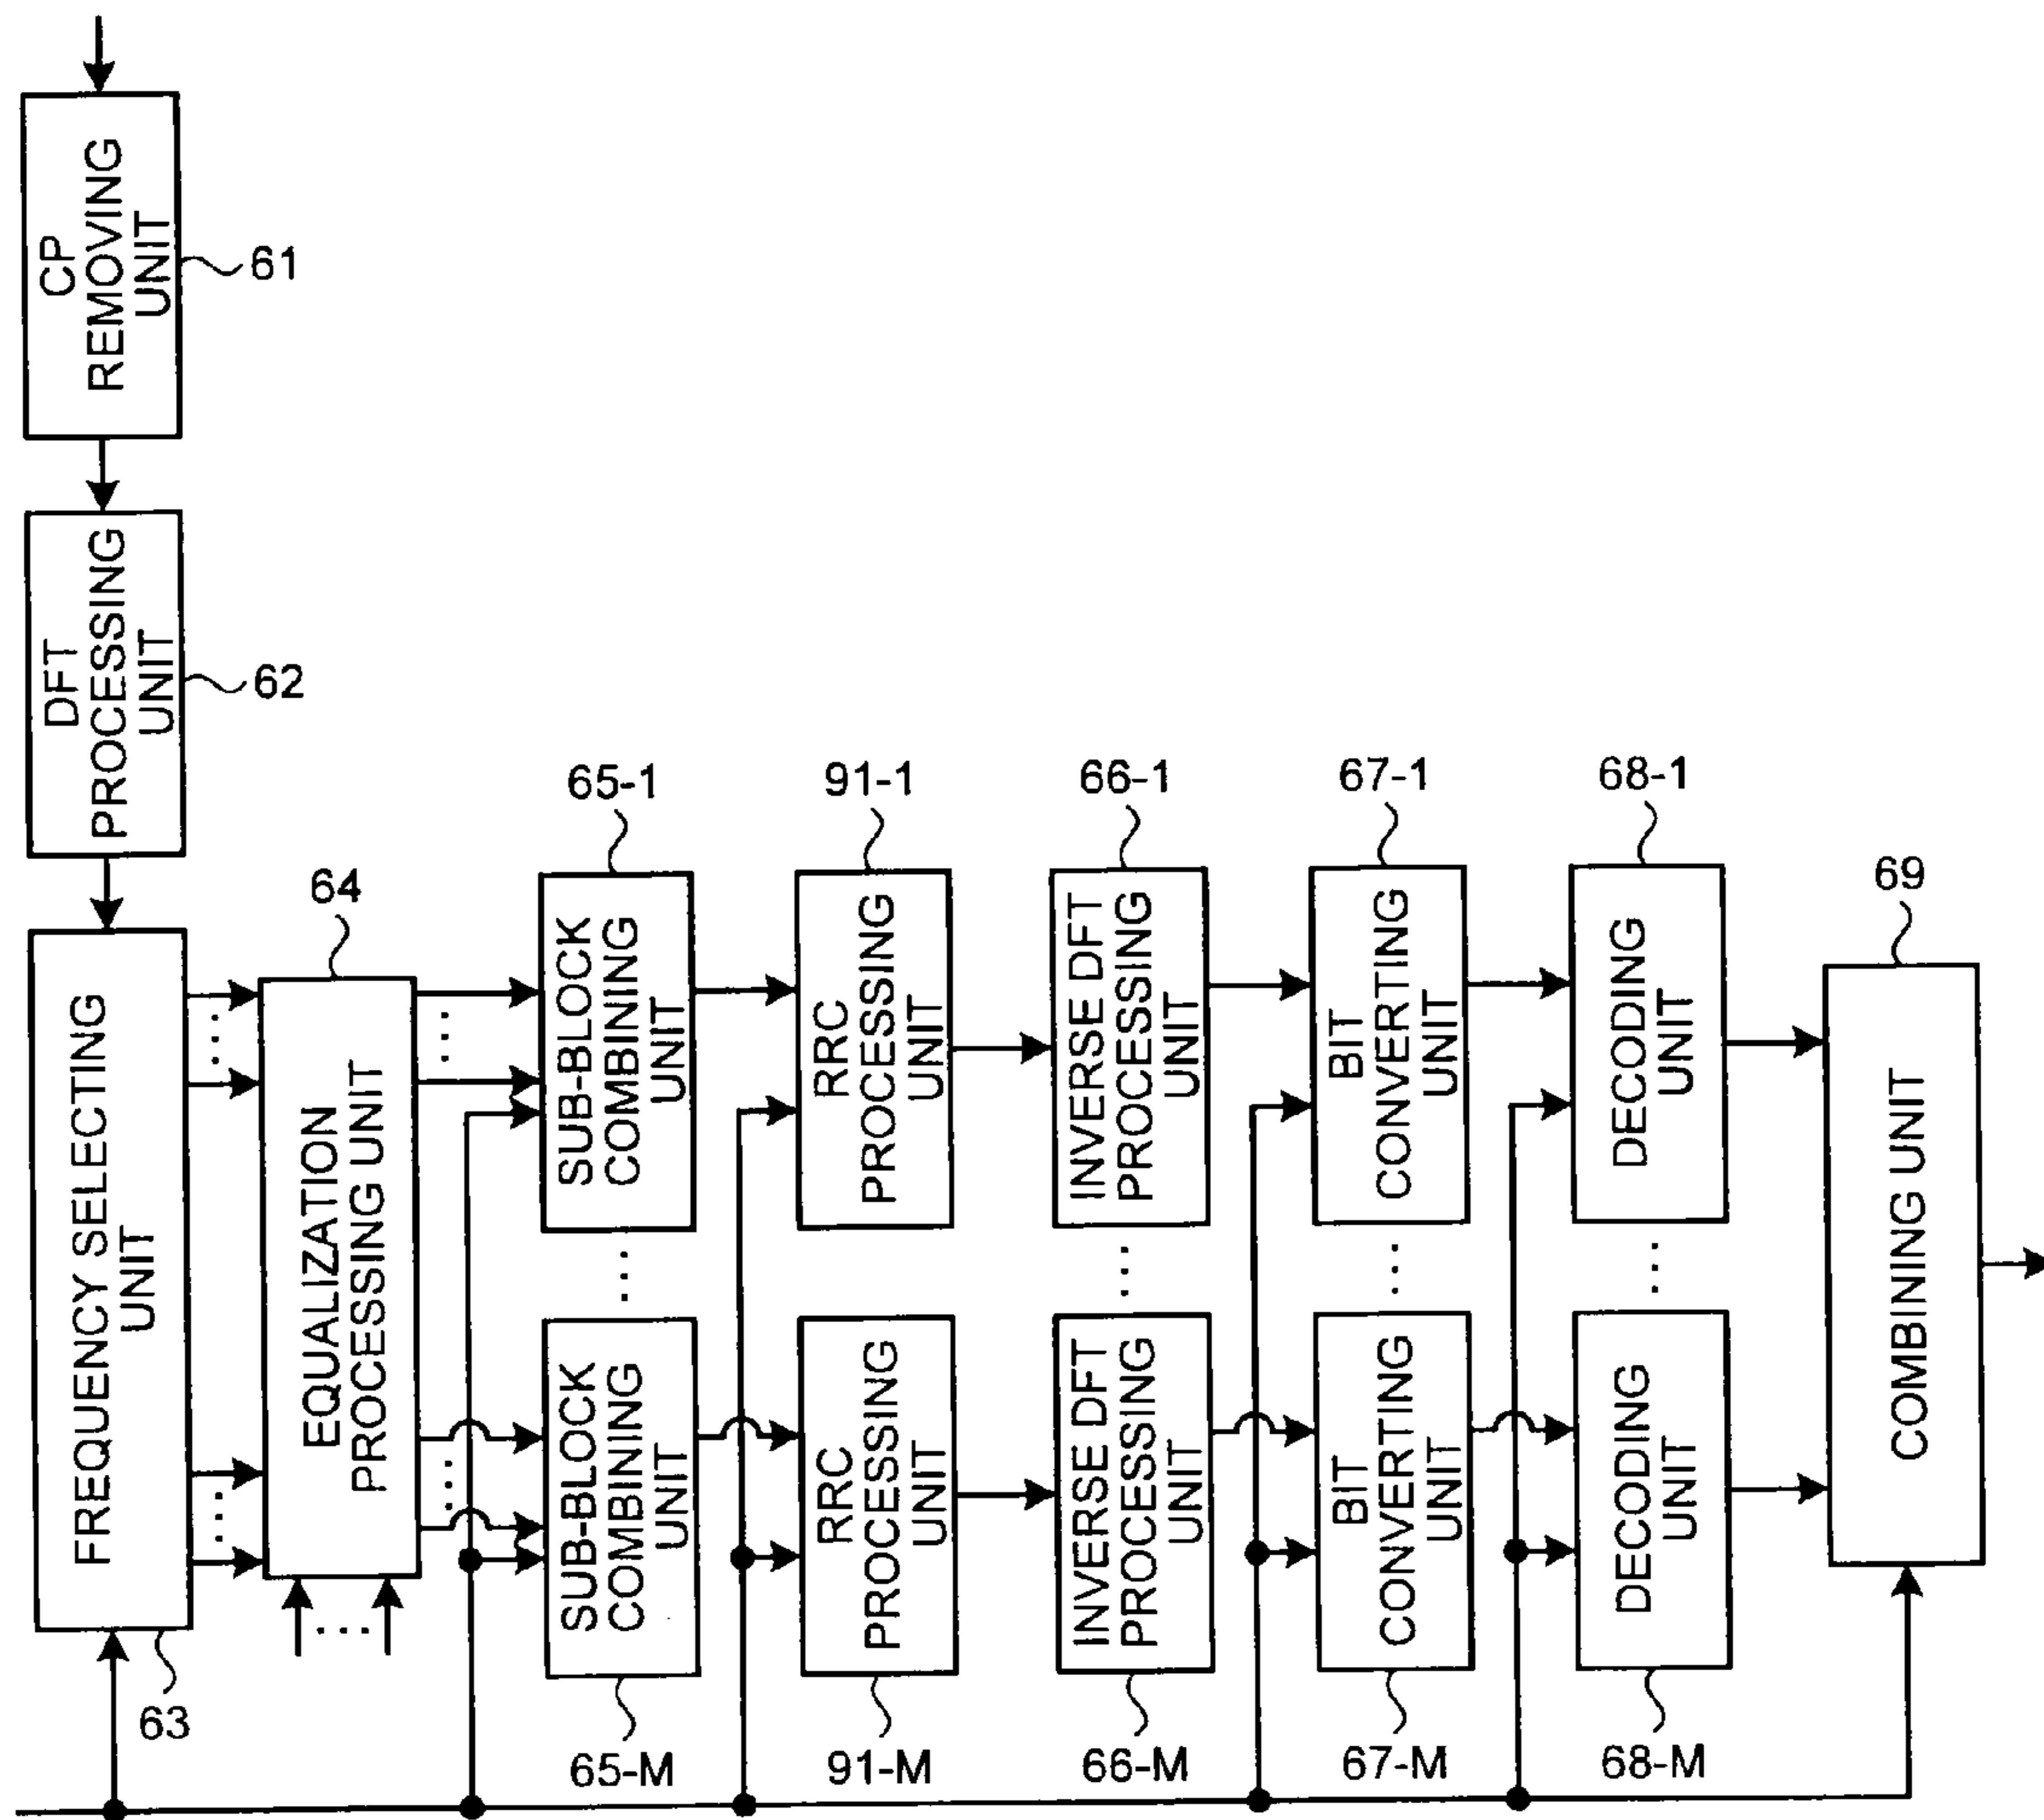 CP
REMOVING
UNIT
61
DFT
PROCESSING
UNIT
62
FREQUENCY SELECTING
UNIT
63
EQUALIZATION
PROCESSING UNIT
64
SUB-BLOCK
COMBINING
UNIT
65-1
RRC
PROCESSING
UNIT
91-1
INVERSE DFT
PROCESSING
UNIT
66-1
BIT
CONVERTING
UNIT
67-1
DECODING
UNIT
68-1
...
SUB-BLOCK
COMBINING
UNIT
65-M
RRC
PROCESSING
UNIT
91-M
INVERSE DFT
PROCESSING
UNIT
66-M
BIT
CONVERTING
UNIT
67-M
DECODING
UNIT
68-M
COMBINING UNIT
69